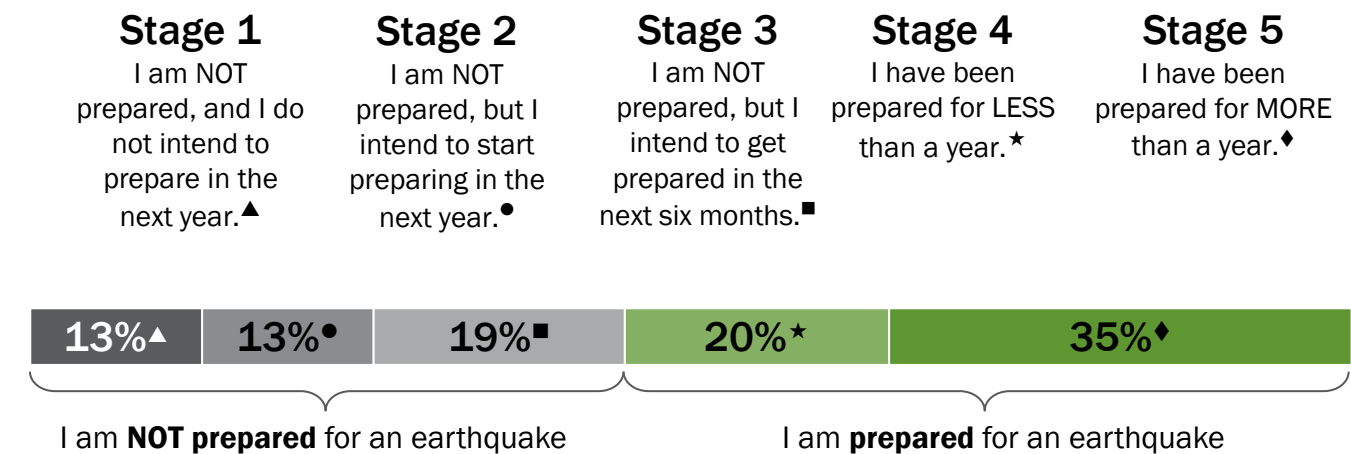 Stage 1
I am NOT
prepared, and I do
not intend to
prepare in the
next year.▲
Stage 2
I am NOT
prepared, but I
intend to start
preparing in the
next year.●
Stage 3
I am NOT
prepared, but I
intend to get
prepared in the
next six months.■
Stage 4
I have been
prepared for LESS
than a year.★
Stage 5
I have been
prepared for MORE
than a year.♦
13%▲
13%●
19%■
20%★
35%♦
I am NOT prepared for an earthquake
I am prepared for an earthquake